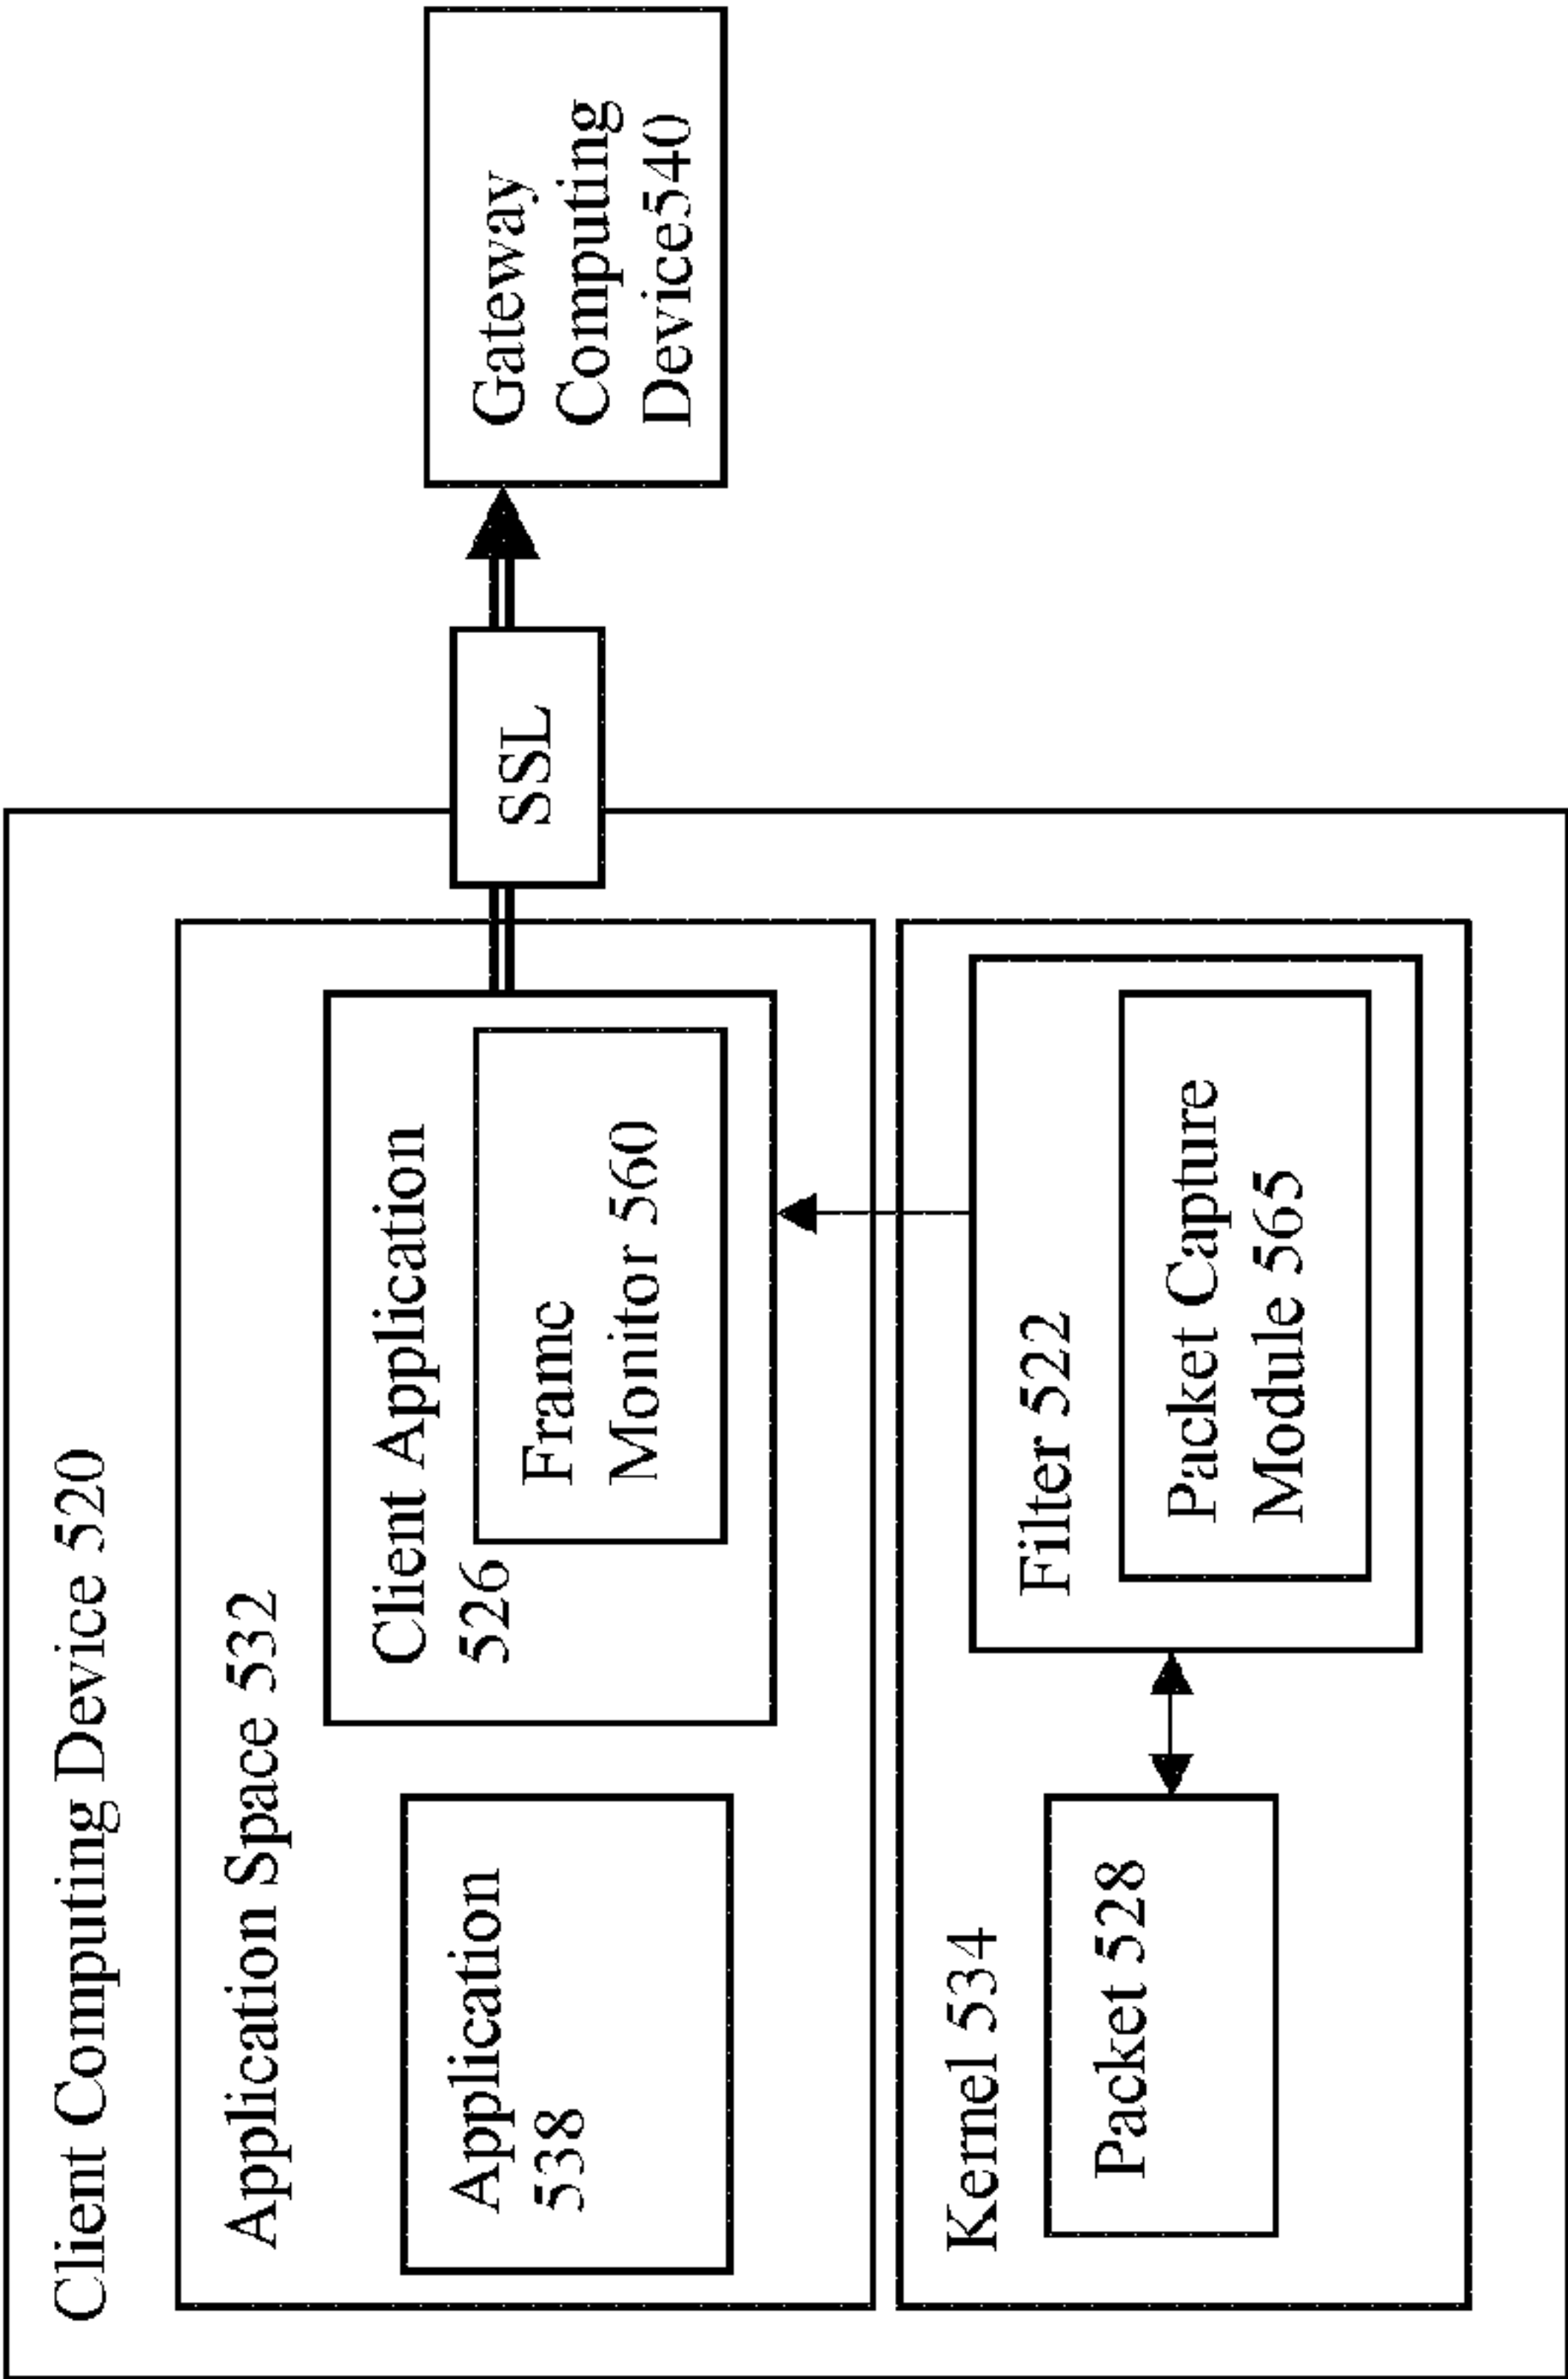 Client Computing Device 520
Application Space 532
Application
538
Client Application
526
Frame
Monitor 560
SSL
Gateway
Computing
Device540
Kernel 534
Packet 528
Filter 522
Packet Capture
Module 565